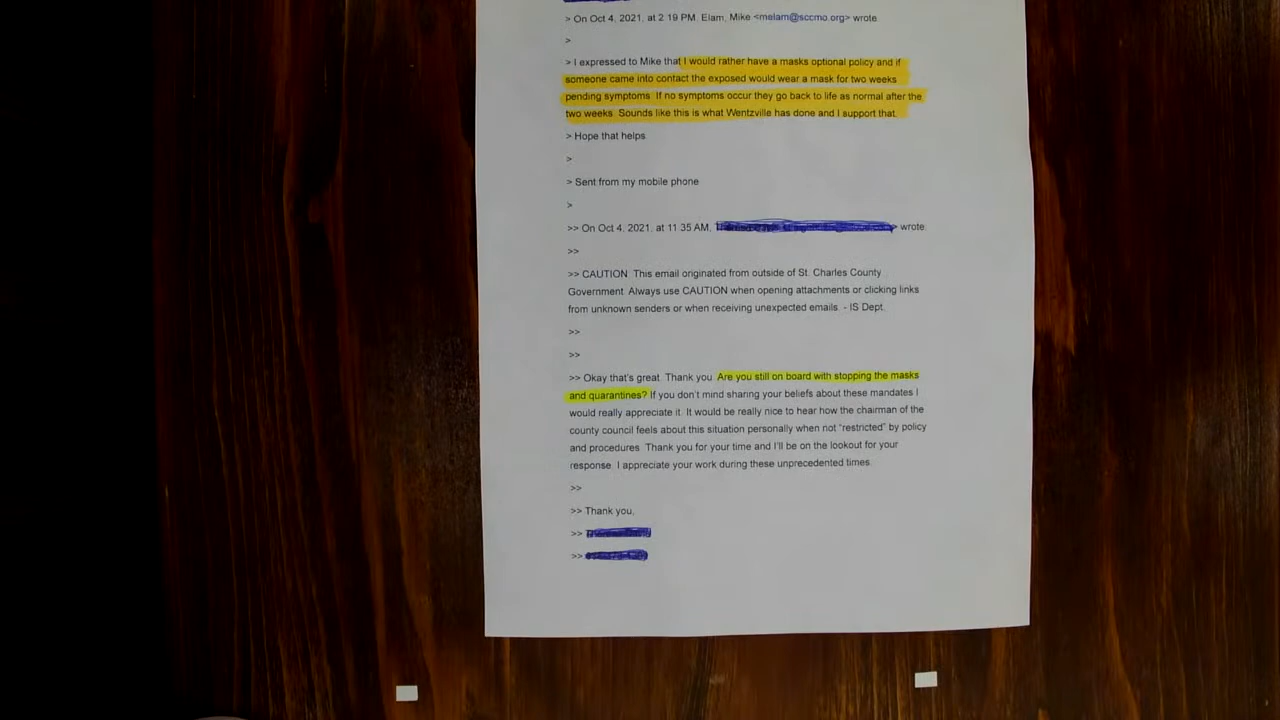 > On Oct 4, 2021, at 2 19 PM, Elam, Mike <melam@sccmo.org> wrote
>
> I expressed to Mike that I would rather have a masks optional policy and if
someone came into contact the exposed would wear a mask for two weeks
pending symptoms. If no symptoms occur they go back to life as normal after the
two weeks. Sounds like this is what Wentzville has done and I support that.
> Hope that helps
>
> Sent from my mobile phone
>
>> On Oct 4, 2021, at 11 35 AM, > wrote
>>
>> CAUTION. This email originated from outside of St. Charles County
Government. Always use CAUTION when opening attachments or clicking links
from unknown senders or when receiving unexpected emails. - IS Dept.
>>
>>
>> Okay that's great. Thank you. Are you still on board with stopping the masks
and quarantines? If you don't mind sharing your beliefs about these mandates I
would really appreciate it. It would be really nice to hear how the chairman of the
county council feels about this situation personally when not "restricted" by policy
and procedures. Thank you for your time and I'll be on the lookout for your
response. I appreciate your work during these unprecedented times.
>>
>> Thank you,
>>
>>